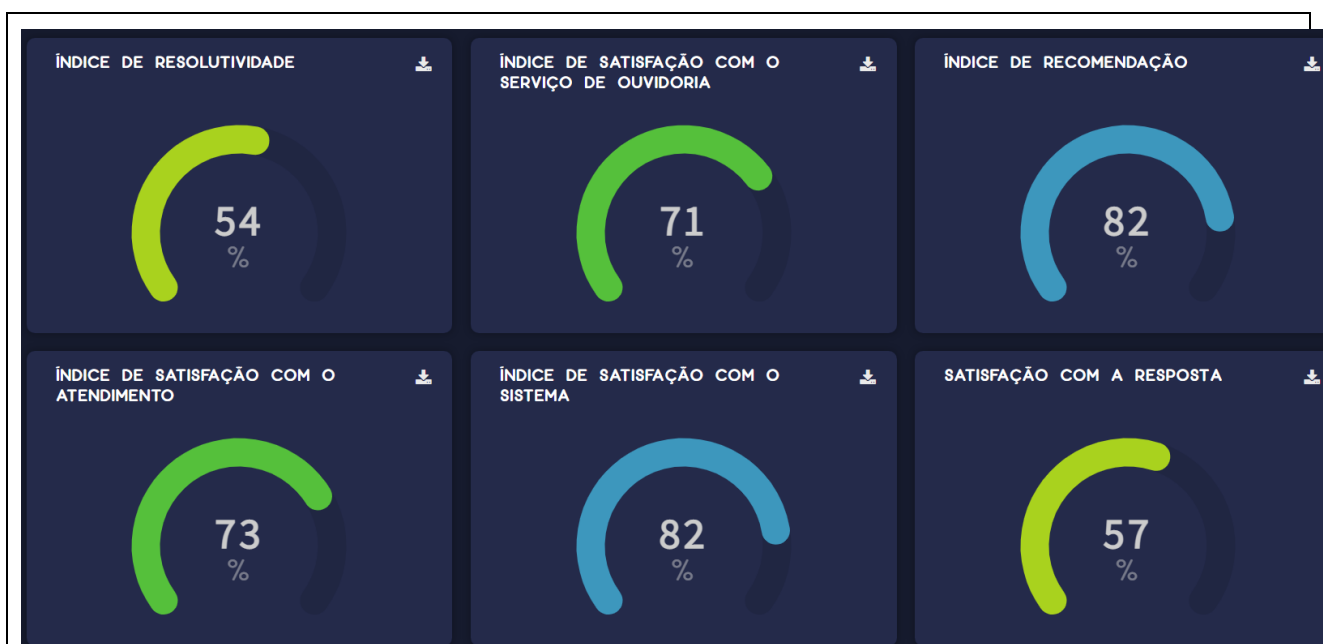 ÍNDICE DE RESOLUTIVIDADE
54
%
ÍNDICE DE SATISFAÇÃO COM O
SERVIÇO DE OUVIDORIA
71
%
ÍNDICE DE RECOMENDAÇÃO
82
%
ÍNDICE DE SATISFAÇÃO COM O
ATENDIMENTO
73
%
ÍNDICE DE SATISFAÇÃO COM O
SISTEMA
82
%
SATISFAÇÃO COM A RESPOSTA
57
%